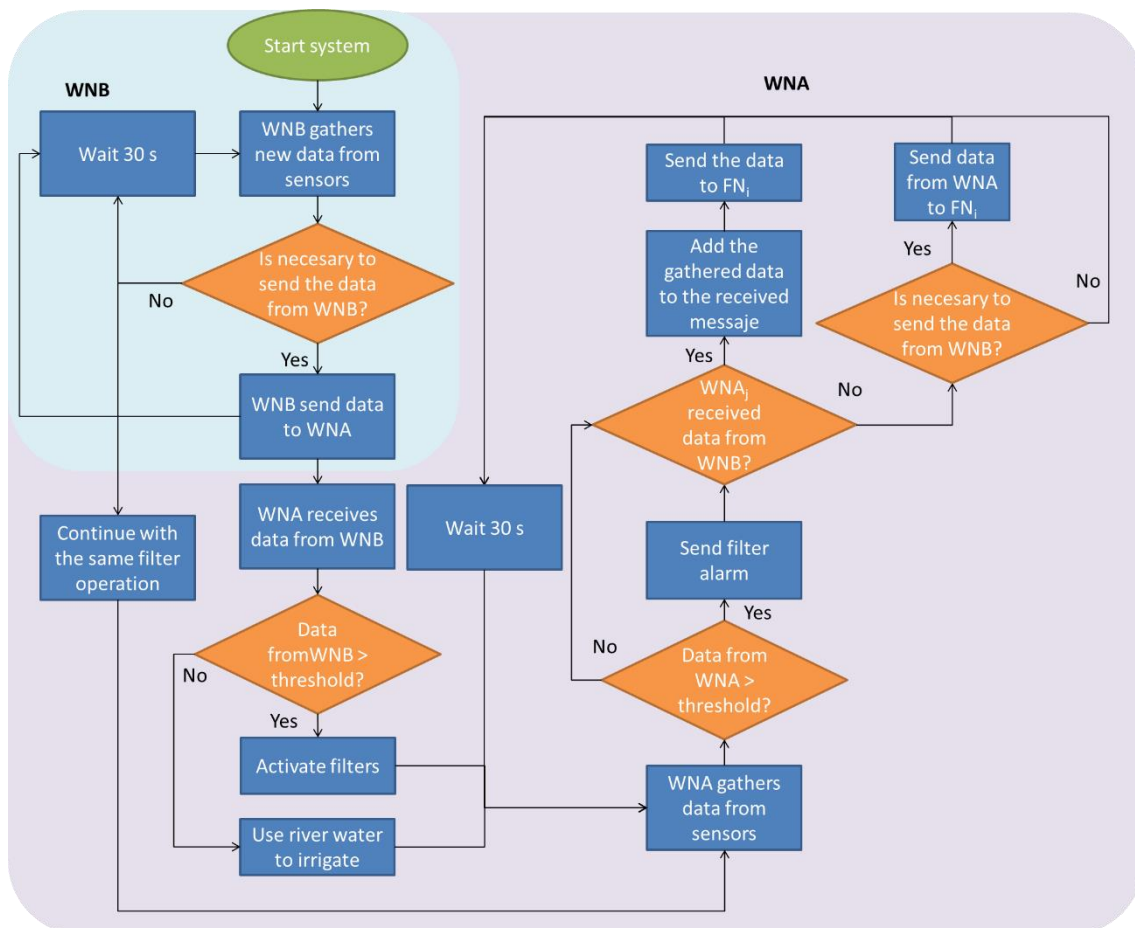 Start system
WNB
WNA
Wait 30 s
WNB gathers
new data from
sensors
Is necesary to
send the data
from WNB?
No
Yes
WNB send data
to WNA
WNA receives
data from WNB
Continue with
the same filter
operation
Data
fromWNB >
threshold?
No
Yes
Activate filters
Use river water
to irrigate
Wait 30 s
Send the data
to FNi
Add the
gathered data
to the received
messaje
Yes
WNAj
received
data from
WNB?
No
Send filter
alarm
Yes
No
Data from
WNA >
threshold?
WNA gathers
data from
sensors
Send data
from WNA
to FNi
Yes
No
Is necesary to
send the data
from WNB?